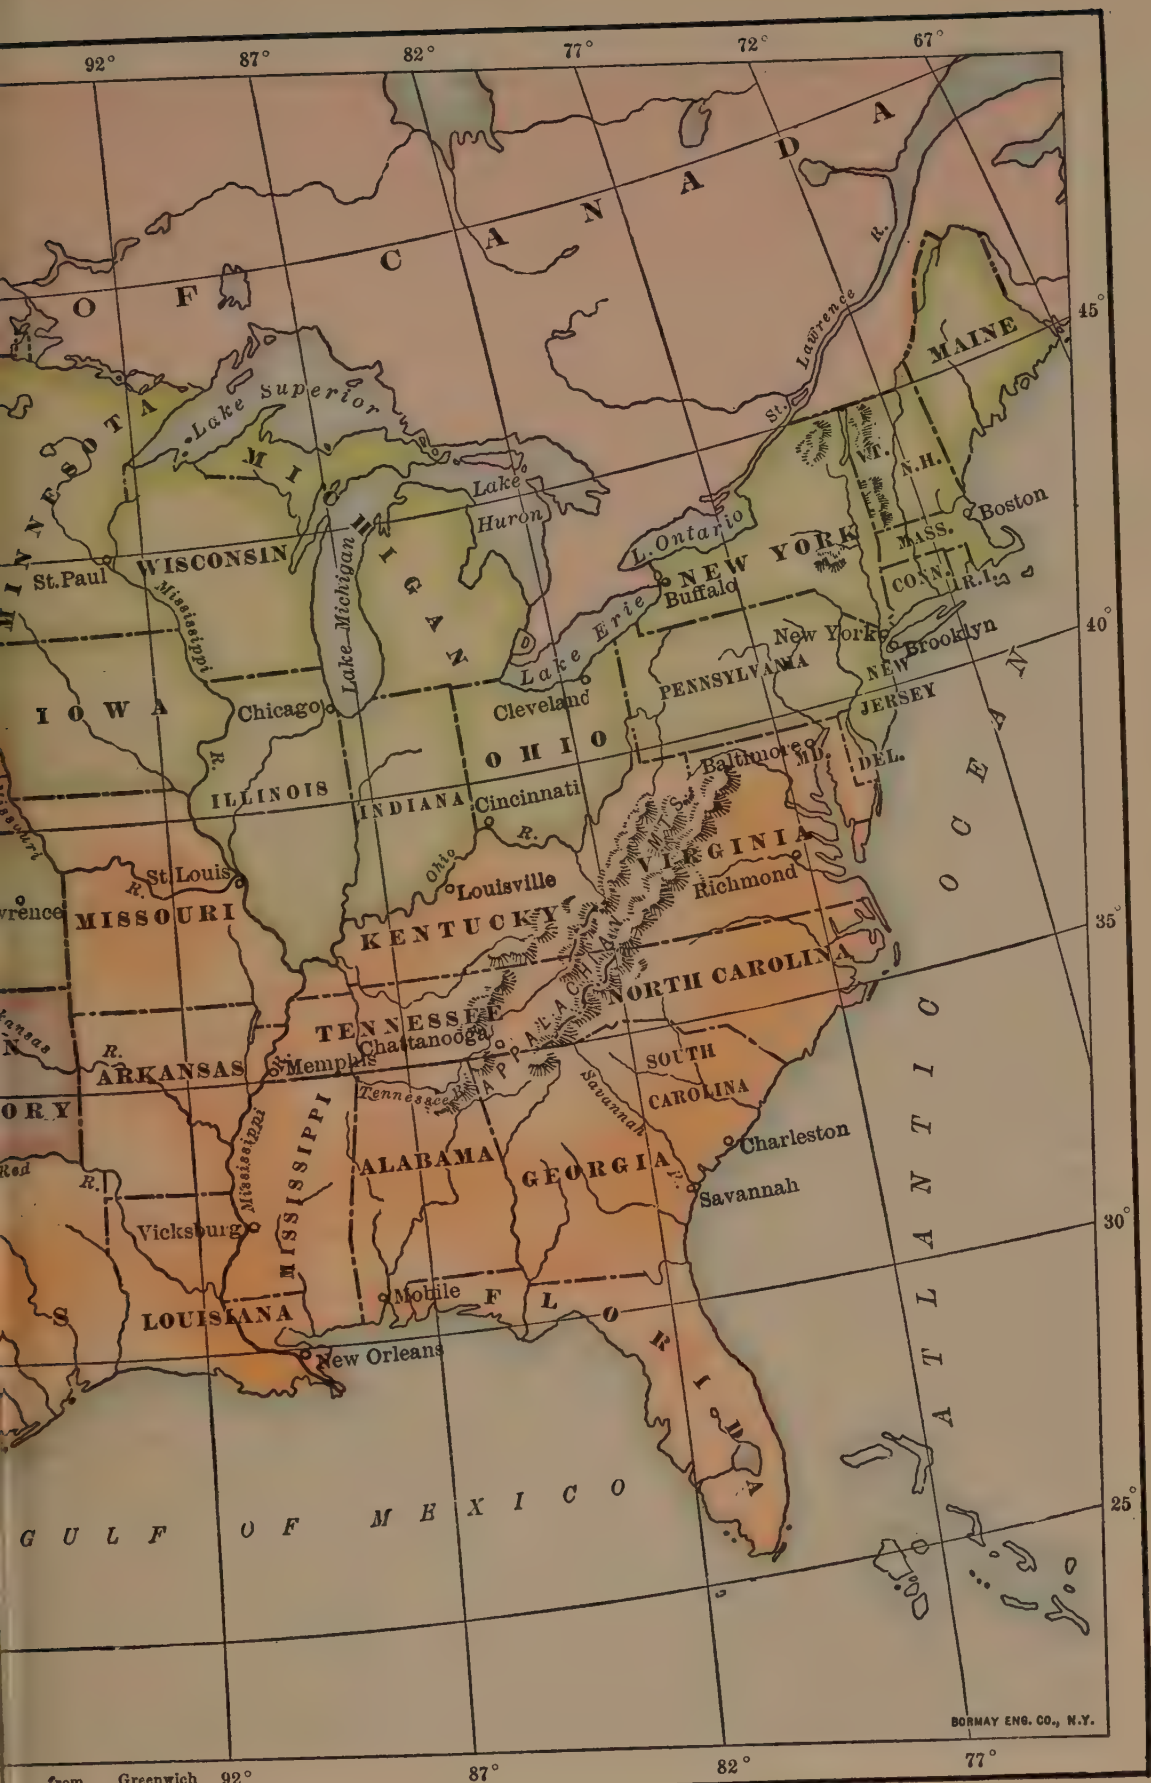 92° 87° 82° 77° 72° 67°
OF CANADA
St. Lawrence R.
45°
MAINE
Lake Superior
MINNESOTA
MICHIGAN
VT.
N.H.
Lake
Huron
Boston
L. Ontario
MASS.
NEW YORK
CONN.
R.I.
WISCONSIN
St. Paul
Buffalo
Mississippi
R.
Lake Michigan
Lake Erie
40°
New York
Brooklyn
PENNSYLVANIA
NEW
JERSEY
IOWA
Chicago
Cleveland
OHIO
Baltimore
MD.
DEL.
ILLINOIS
INDIANA
Cincinnati
Ohio R.
MTS.
VIRGINIA
Richmond
St. Louis
R.
Louisville
wrence
MISSOURI
KENTUCKY
35°
NORTH CAROLINA
APPALACHIAN
TENNESSEE
Chattanooga
kansas
N
R.
ARKANSAS
Memphis
SOUTH
CAROLINA
Tennessee R.
Savannah
R.
ORY
Mississippi
MISSISSIPPI
ALABAMA
GEORGIA
Charleston
Red
R.
Savannah
Vicksburg
30°
Mobile
FLORIDA
S
LOUISIANA
New Orleans
ATLANTIC OCEAN
GULF OF MEXICO
25°
BORMAY ENG. CO., N.Y.
from Greenwich 92° 87° 82° 77°